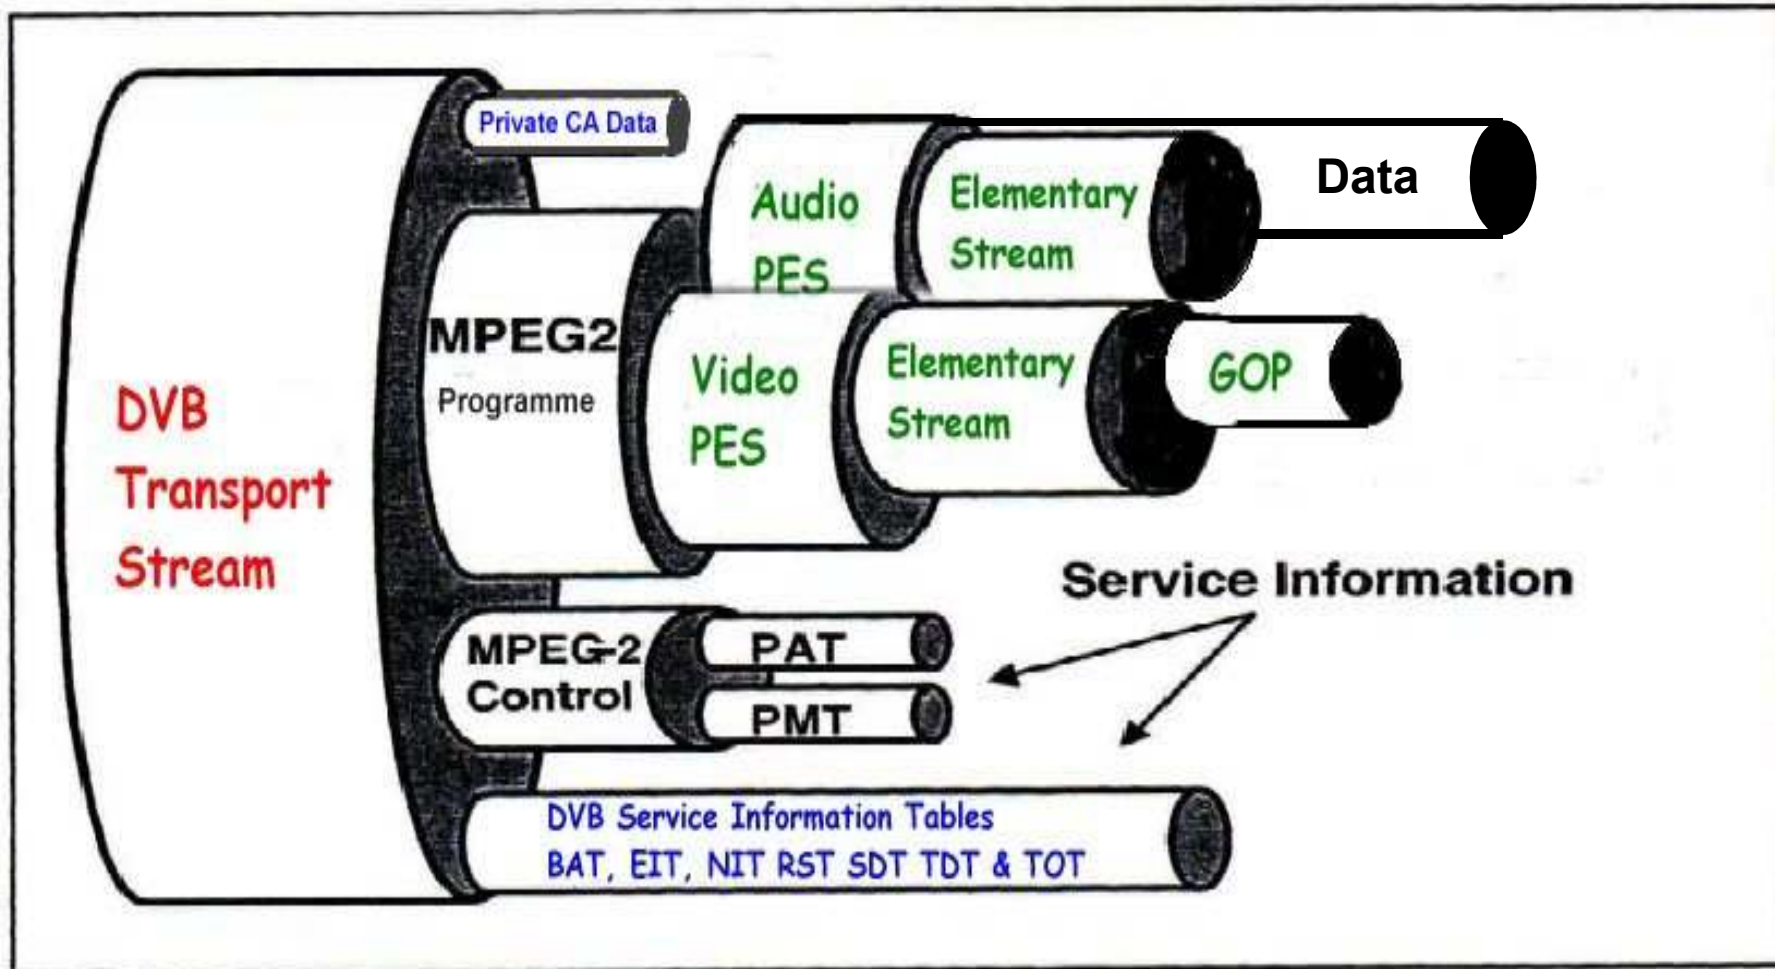 Private CA Data
Audio
PES
Elementary
Stream
Data
MPEG2
Programme
Video
PES
Elementary
Stream
GOP
DVB
Transport
Stream
Service Information
MPEG-2
Control
PAT
PMT
DVB Service Information Tables
BAT, EIT, NIT RST SDT TDT & TOT